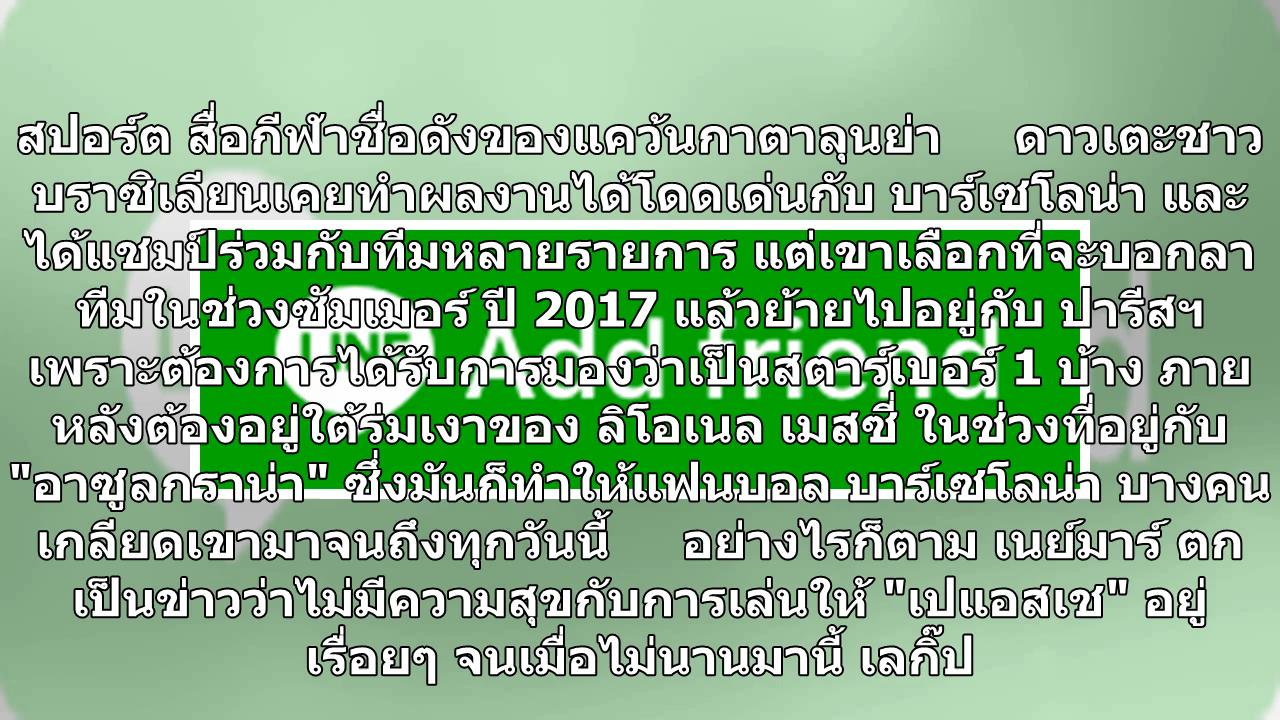 สปอร์ต สื่อกีฬาชื่อดังของแคว้นกาตาลุนย่า ดาวเตะชาว
บราซิเลียนเคยทำผลงานได้โดดเด่นกับ บาร์เซโลน่า และ
ได้แชมป์ร่วมกับทีมหลายรายการ แต่เขาเลือกที่จะบอกลา
ทีมในช่วงซัมเมอร์ ปี 2017 แล้วย้ายไปอยู่กับ ปารีสฯ
เพราะต้องการได้รับการมองว่าเป็นสตาร์เบอร์ 1 บ้าง ภาย
หลังต้องอยู่ใต้ร่มเงาของ ลิโอเนล เมสซี่ ในช่วงที่อยู่กับ
"อาซูลกราน่า" ซึ่งมันก็ทำให้แฟนบอล บาร์เซโลน่า บางคน
เกลียดเขามาจนถึงทุกวันนี้ อย่างไรก็ตาม เนย์มาร์ ตก
เป็นข่าวว่าไม่มีความสุขกับการเล่นให้ "เปแอสเช" อยู่
เรื่อยๆ จนเมื่อไม่นานมานี้ เลกิ๊ป
LINE Add friend